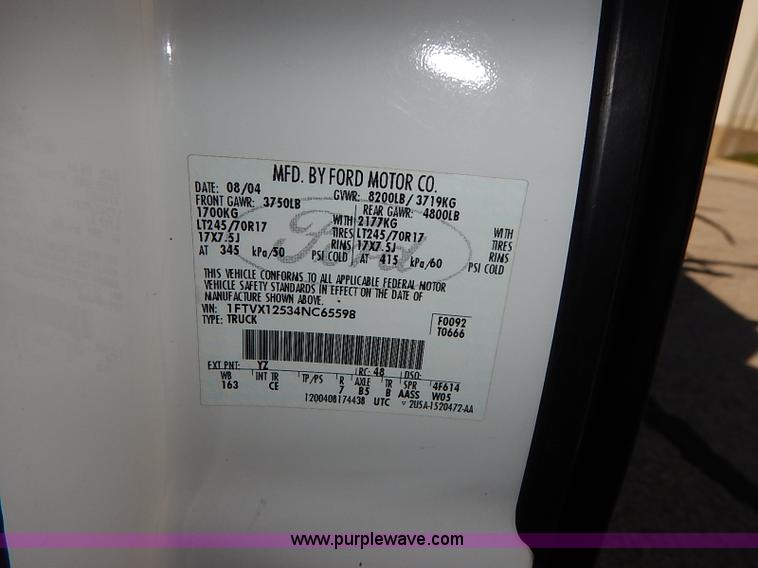 MFD. BY FORD MOTOR CO.
DATE: 08/04 GVWR: 8200LB/ 3719KG
FRONT GAWR: 3750LB REAR GAWR: 4800LB
1700KG WITH 2177KG WITH
LT245/70R17 TIRES LT245/70R17 TIRES
17X7.5J RIMS 17X7.5J RIMS
AT 345 kPa/50 PSI COLD AT 415 kPa/60 PSI COLD
Ford
THIS VEHICLE CONFORMS TO ALL APPLICABLE FEDERAL MOTOR
VEHICLE SAFETY STANDARDS IN EFFECT ON THE DATE OF
MANUFACTURE SHOWN ABOVE.
VIN: 1FTVX12534NC65598 F0092
TYPE: TRUCK T0666
EXT PNT: YZ RC: 48 DSO:
WB INT TR TP/PS R AXLE TR SPR 4F614
163 CE 7 B5 B AASS W05
1200408174438 UTC 2U5A-1520472-AA
www.purplewave.com